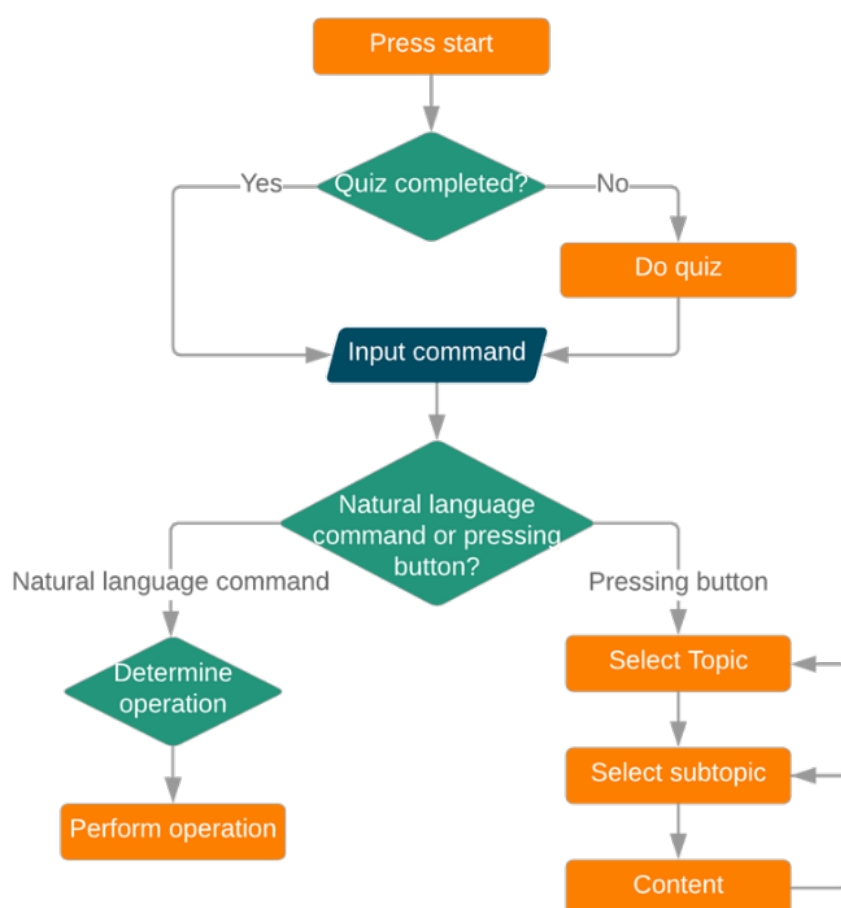 Press start
Yes
Quiz completed?
No
Do quiz
Input command
Natural language
command or pressing
button?
Natural language command
Pressing button
Determine
operation
Select Topic
Select subtopic
Perform operation
Content